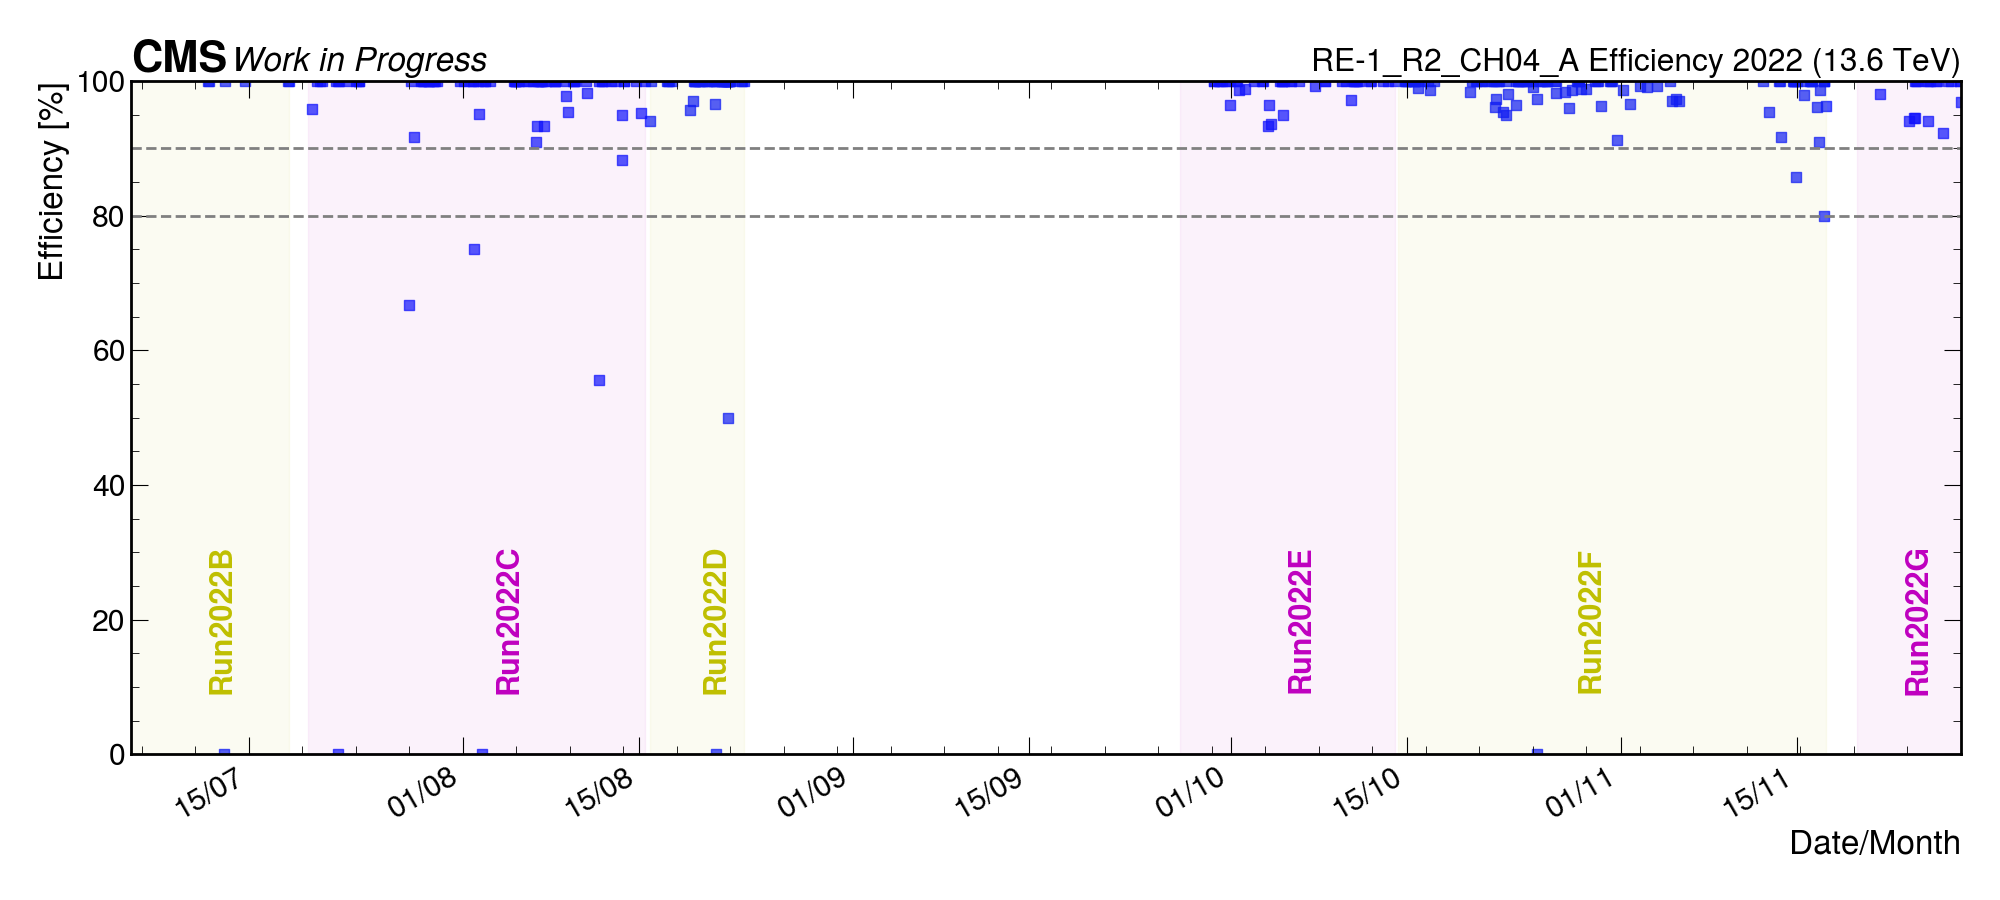 CMS Work in Progress
RE-1_R2_CH04_A Efficiency 2022 (13.6 TeV)
Efficiency [%]
100
80
60
40
20
0
Run2022B
Run2022C
Run2022D
Run2022E
Run2022F
Run2022G
15/07
01/08
15/08
01/09
15/09
01/10
15/10
01/11
15/11
Date/Month